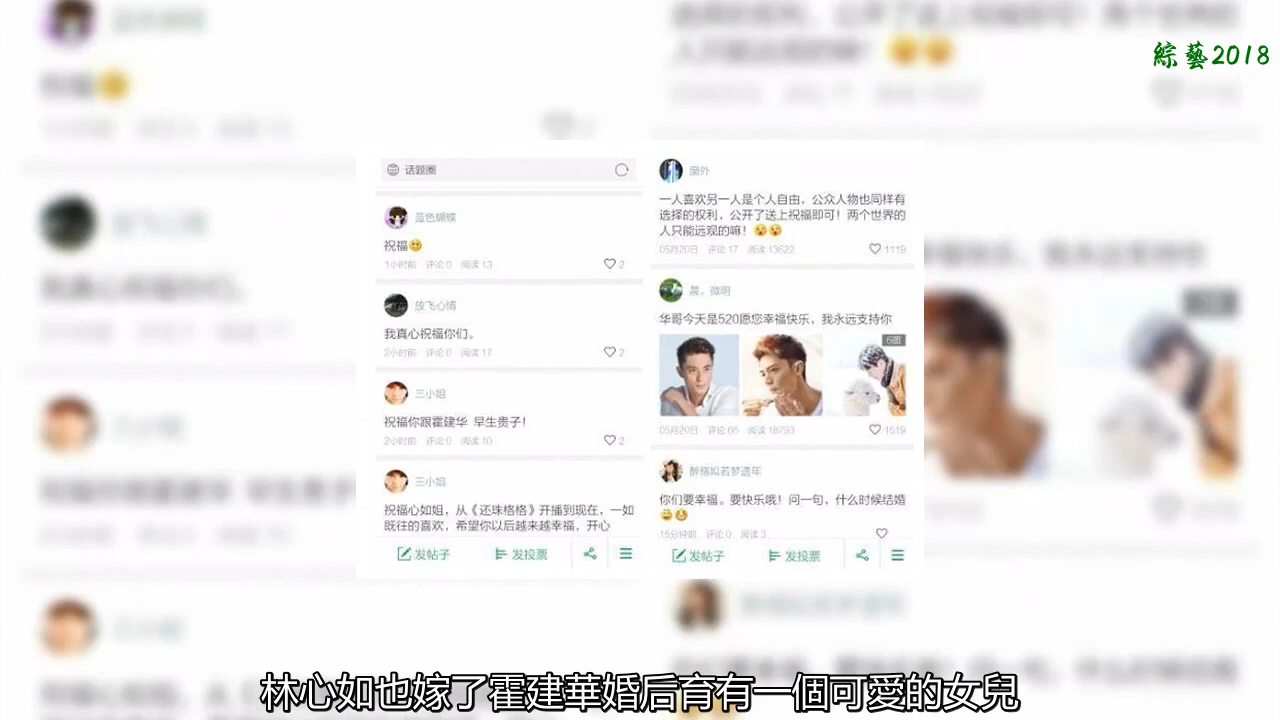 綜藝2018
话题圈
蓝色蝴蝶
祝福
1小时前 评论 0 阅读 13
2
放飞心情
我真心祝福你们。
2小时前 评论 0 阅读 17
2
三小姐
祝福你跟霍建华 早生贵子！
2小时前 评论 0 阅读 10
2
三小姐
祝福心如姐，从《还珠格格》开播到现在，一如
既往的喜欢，希望你以后越来越幸福，开心
发帖子 发投票
窗外
一人喜欢另一人是个人自由，公众人物也同样有
选择的权利，公开了送上祝福即可！两个世界的
人只能远观的嘛！
05月20日 评论 17 阅读 13622
1119
晨，微明
华哥今天是520愿您幸福快乐，我永远支持你
6图
05月20日 评论 66 阅读 18793
1519
醉殇姒若梦遗年
你们要幸福。要快乐哦！问一句，什么时候结婚
15分钟前 评论 0 阅读 3
发帖子 发投票
林心如也嫁了霍建華婚后育有一個可愛的女兒